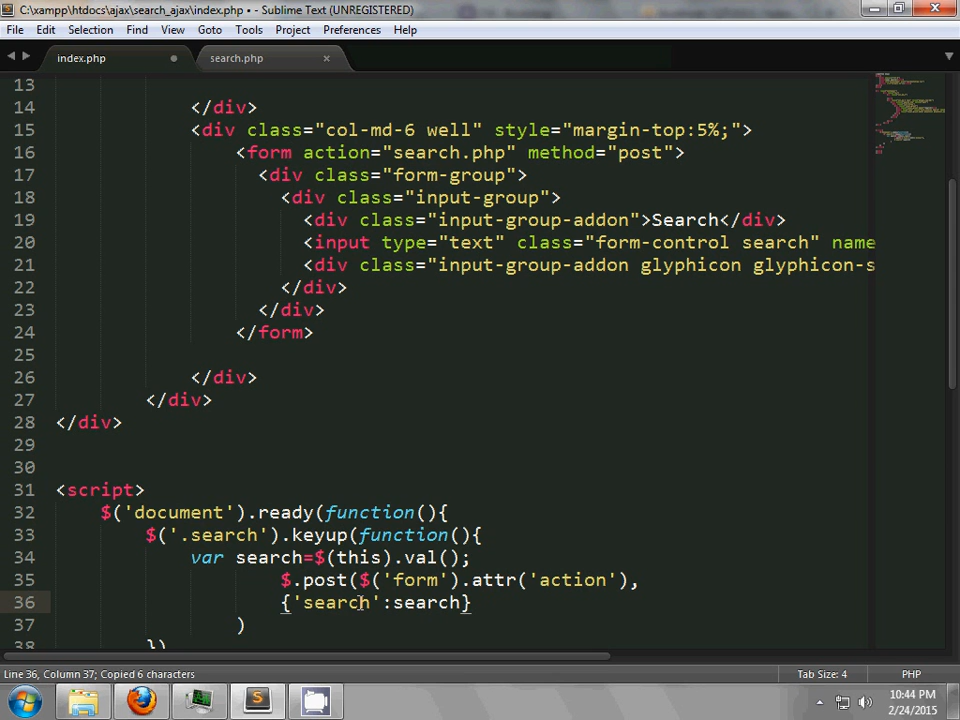 C:\xampp\htdocs\ajax\search_ajax\index.php • - Sublime Text (UNREGISTERED)
File Edit Selection Find View Goto Tools Project Preferences Help
index.php search.php
13
14 </div>
15 <div class="col-md-6 well" style="margin-top:5%;">
16 <form action="search.php" method="post">
17 <div class="form-group">
18 <div class="input-group">
19 <div class="input-group-addon">Search</div>
20 <input type="text" class="form-control search" name
21 <div class="input-group-addon glyphicon glyphicon-s
22 </div>
23 </div>
24 </form>
25
26 </div>
27 </div>
28 </div>
29
30
31 <script>
32 $('document').ready(function(){
33 $('.search').keyup(function(){
34 var search=$(this).val();
35 $.post($('form').attr('action'),
36 {'search':search}
37 )
38 })
Line 36, Column 37; Copied 6 characters Tab Size: 4 PHP
10:44 PM
2/24/2015